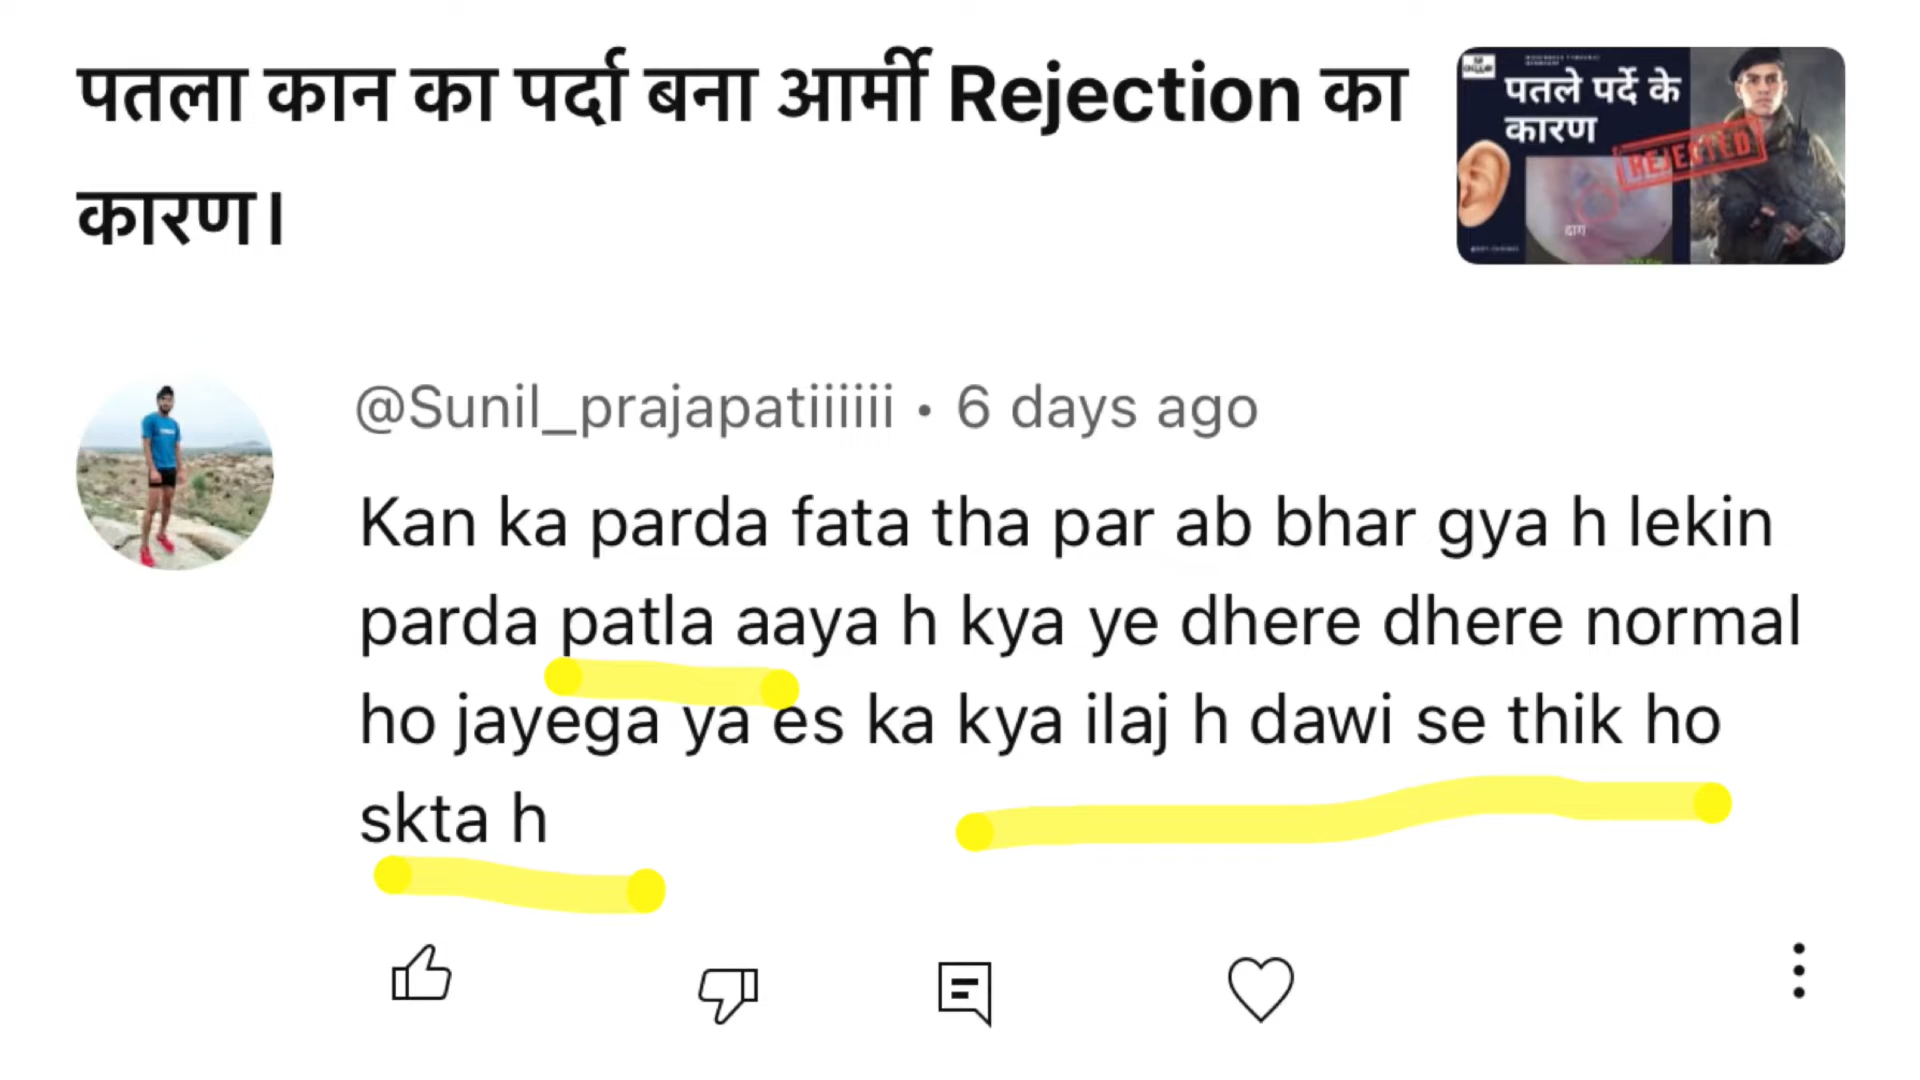 पतला कान का पर्दा बना आर्मी Rejection का
कारण।
पतले पर्दे के
कारण
REJECTED
दाग
@Sunil_prajapatiiiiii • 6 days ago
Kan ka parda fata tha par ab bhar gya h lekin
parda patla aaya h kya ye dhere dhere normal
ho jayega ya es ka kya ilaj h dawi se thik ho
skta h